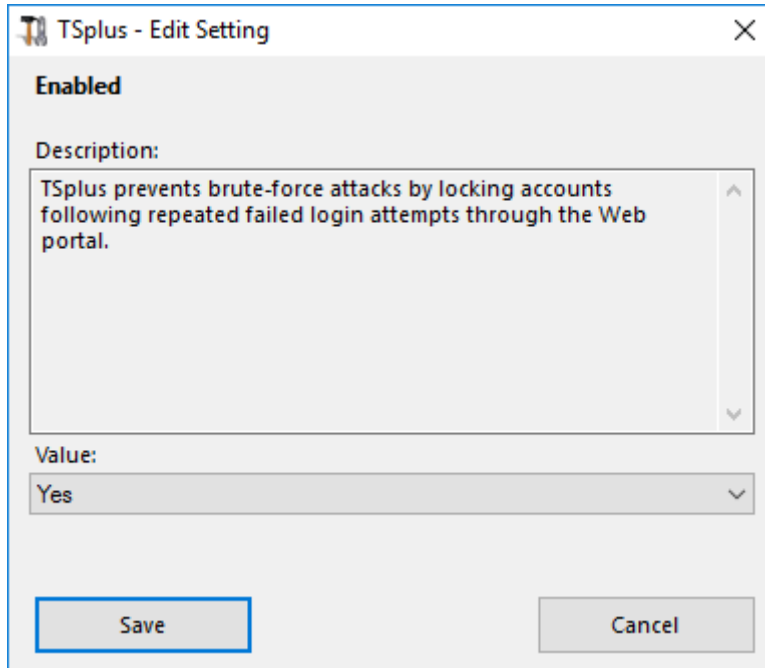 TSplus - Edit Setting
Enabled
Description:
TSplus prevents brute-force attacks by locking accounts
following repeated failed login attempts through the Web
portal.
Value:
Yes
Save
Cancel